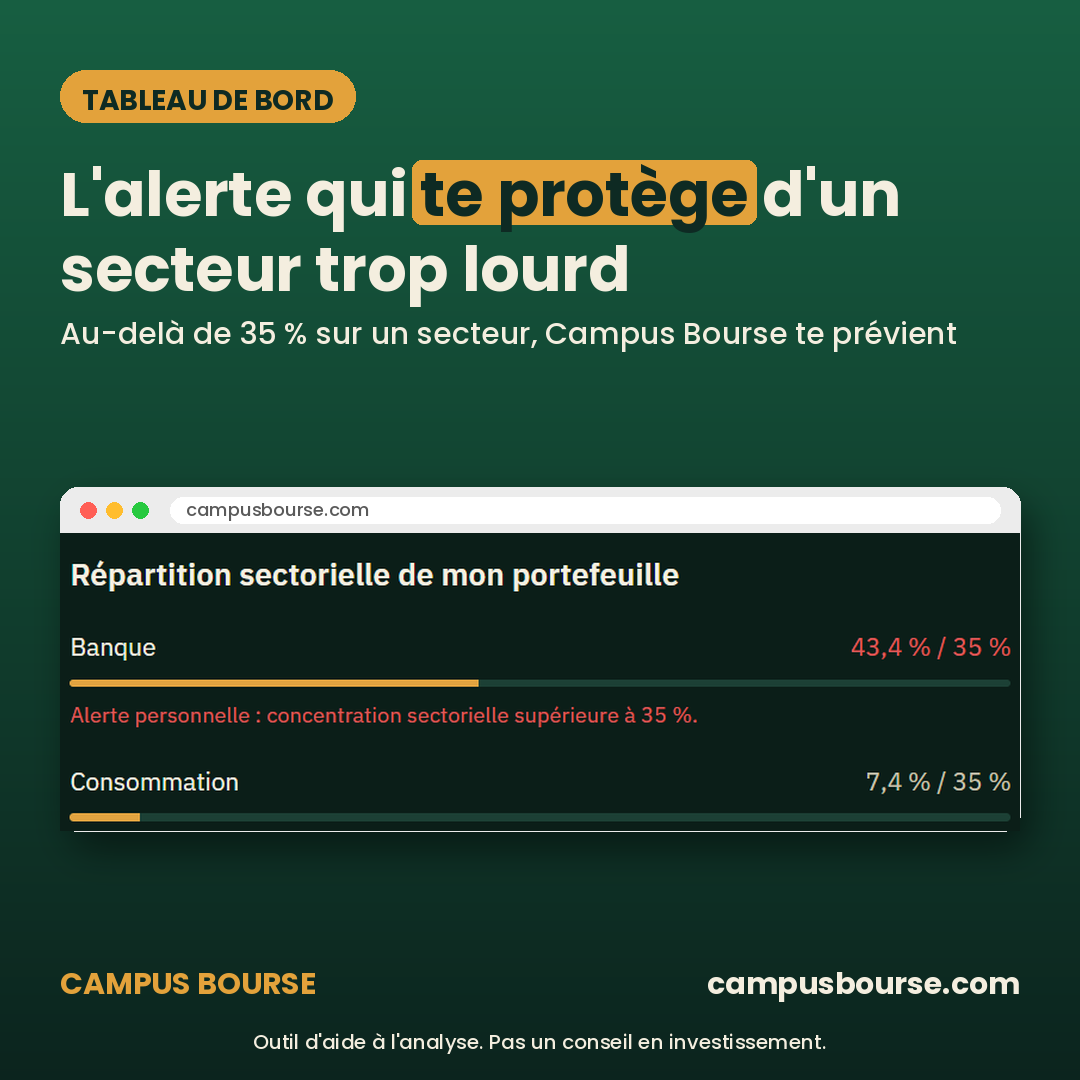 TABLEAU DE BORD
L'alerte qui te protège d'un
secteur trop lourd
Au-delà de 35 % sur un secteur, Campus Bourse te prévient
campusbourse.com
Répartition sectorielle de mon portefeuille
Banque 43,4 % / 35 %
Alerte personnelle : concentration sectorielle supérieure à 35 %.
Consommation 7,4 % / 35 %
CAMPUS BOURSE campusbourse.com
Outil d'aide à l'analyse. Pas un conseil en investissement.